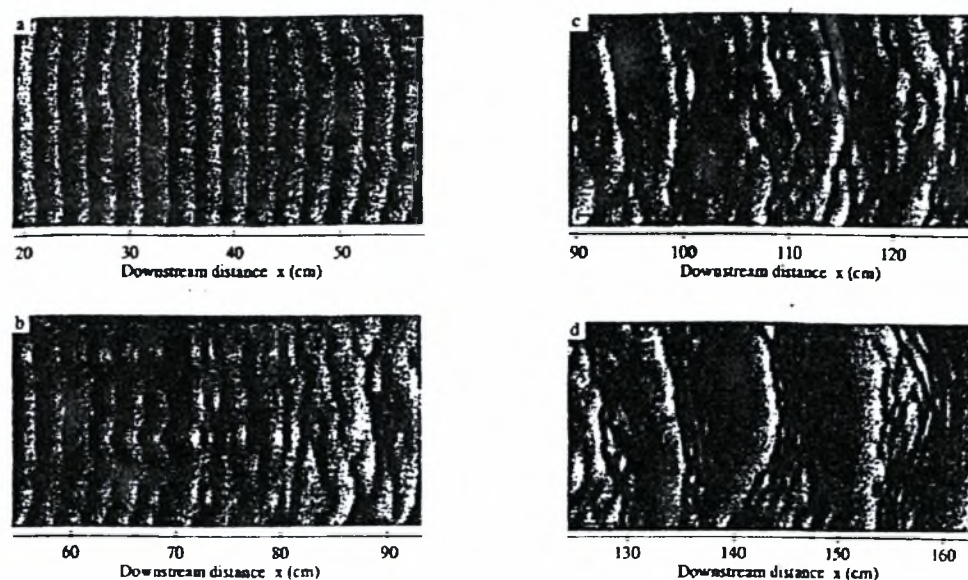 a
20 30 40 50
Downstream distance x (cm)
b
60 70 80 90
Downstream distance x (cm)
c
90 100 110 120
Downstream distance x (cm)
d
130 140 150 160
Downstream distance x (cm)